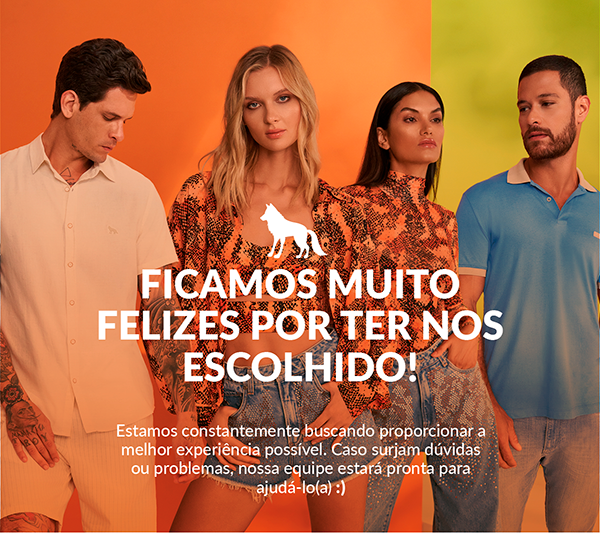 FICAMOS MUITO
FELIZES POR TER NOS
ESCOLHIDO!
Estamos constantemente buscando proporcionar a
melhor experiência possível. Caso surjam dúvidas
ou problemas, nossa equipe estará pronta para
ajudá-lo(a) :)